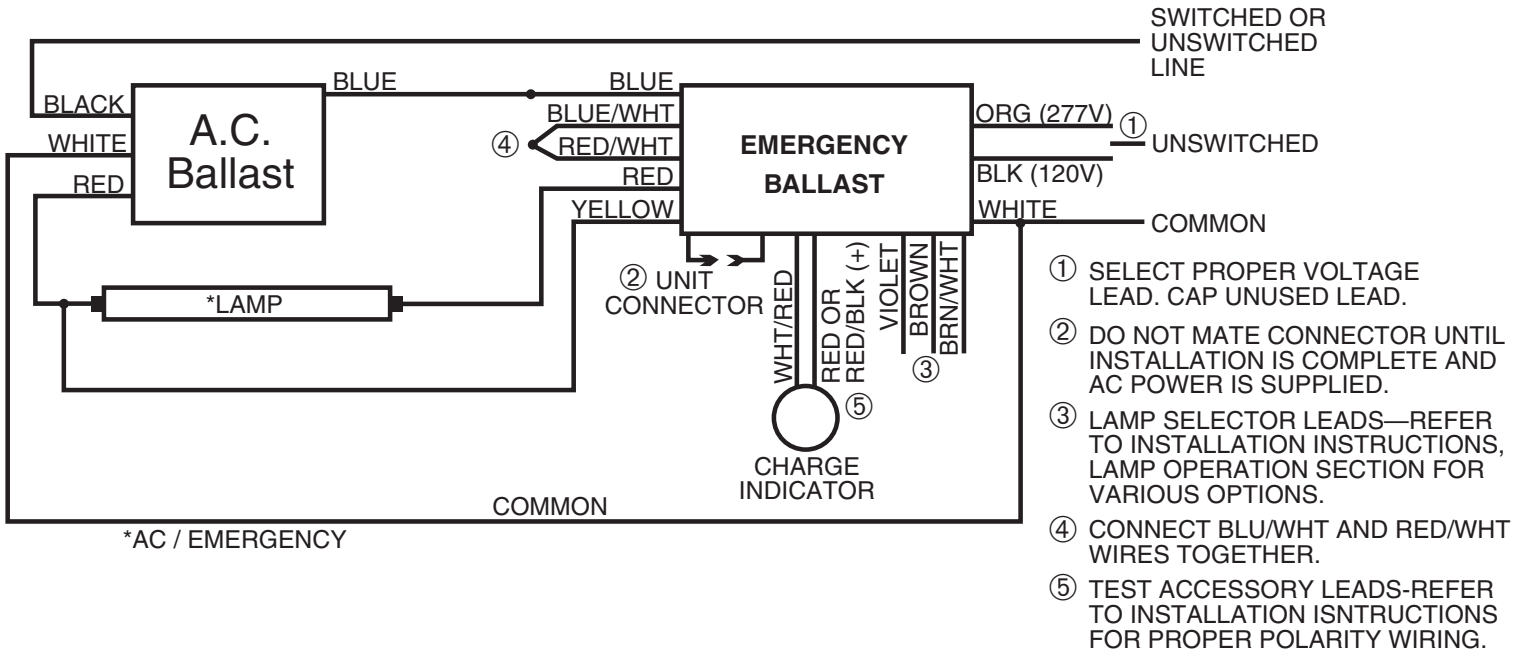 SWITCHED OR
UNSWITCHED
LINE
BLACK
WHITE
RED
A.C.
Ballast
BLUE
BLUE
BLUE/WHT
④
RED/WHT
RED
YELLOW
EMERGENCY
BALLAST
ORG (277V)
①
UNSWITCHED
BLK (120V)
WHITE
COMMON
*LAMP
② UNIT
CONNECTOR
WHT/RED
RED OR
RED/BLK (+)
VIOLET
BROWN
BRN/WHT
③
⑤
CHARGE
INDICATOR
COMMON
*AC / EMERGENCY
① SELECT PROPER VOLTAGE
LEAD. CAP UNUSED LEAD.
② DO NOT MATE CONNECTOR UNTIL
INSTALLATION IS COMPLETE AND
AC POWER IS SUPPLIED.
③ LAMP SELECTOR LEADS—REFER
TO INSTALLATION INSTRUCTIONS,
LAMP OPERATION SECTION FOR
VARIOUS OPTIONS.
④ CONNECT BLU/WHT AND RED/WHT
WIRES TOGETHER.
⑤ TEST ACCESSORY LEADS-REFER
TO INSTALLATION ISNTRUCTIONS
FOR PROPER POLARITY WIRING.